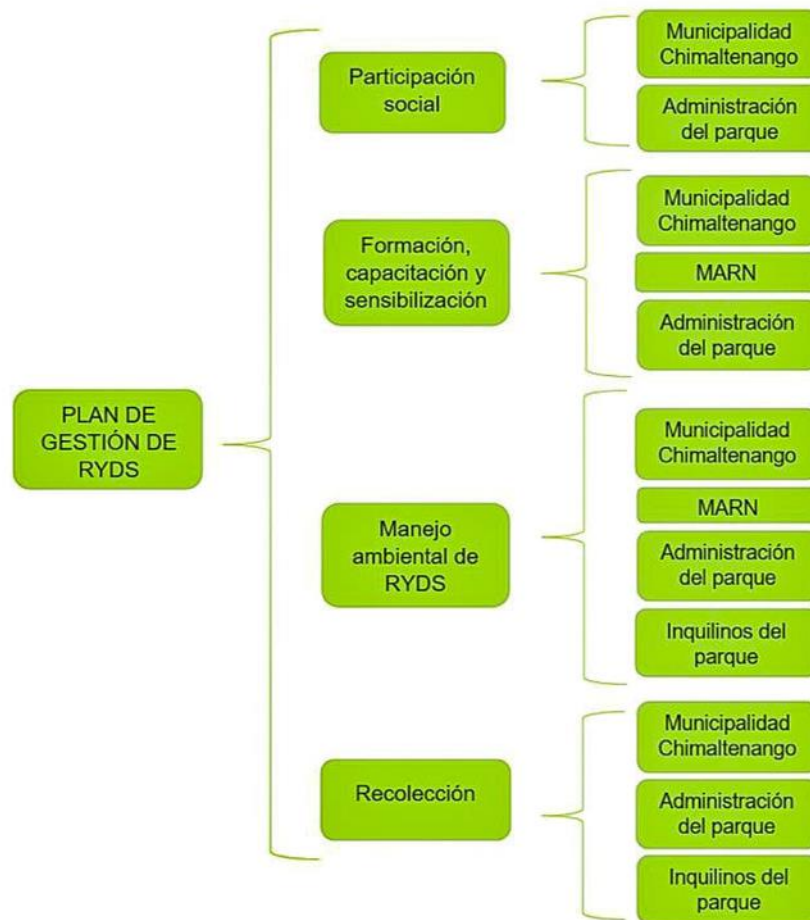 PLAN DE
GESTIÓN DE
RYDS
Participación
social
Municipalidad
Chimaltenango
Administración
del parque
Formación,
capacitación y
sensibilización
Municipalidad
Chimaltenango
MARN
Administración
del parque
Manejo
ambiental de
RYDS
Municipalidad
Chimaltenango
MARN
Administración
del parque
Inquilinos del
parque
Recolección
Municipalidad
Chimaltenango
Administración
del parque
Inquilinos del
parque